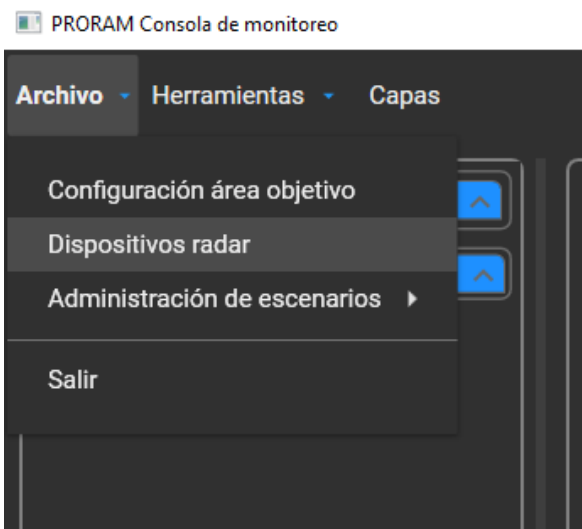 PRORAM Consola de monitoreo
Archivo Herramientas Capas
Configuración área objetivo
Dispositivos radar
Administración de escenarios
Salir